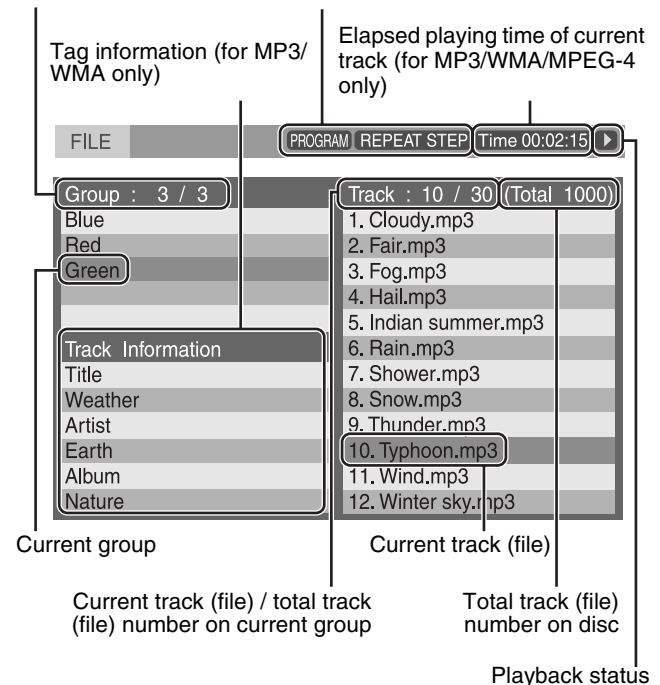 Tag information (for MP3/
WMA only)
Elapsed playing time of current
track (for MP3/WMA/MPEG-4
only)
FILE
PROGRAM REPEAT STEP Time 00:02:15
Group : 3 / 3
Blue
Red
Green
Track Information
Title
Weather
Artist
Earth
Album
Nature
Track : 10 / 30 (Total 1000)
1. Cloudy.mp3
2. Fair.mp3
3. Fog.mp3
4. Hail.mp3
5. Indian summer.mp3
6. Rain.mp3
7. Shower.mp3
8. Snow.mp3
9. Thunder.mp3
10. Typhoon.mp3
11. Wind.mp3
12. Winter sky.mp3
Current group
Current track (file)
Current track (file) / total track
(file) number on current group
Total track (file)
number on disc
Playback status